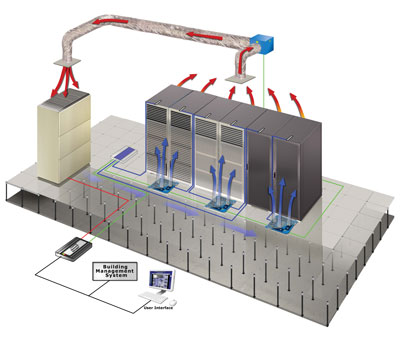 Building
Management
System
User Interface